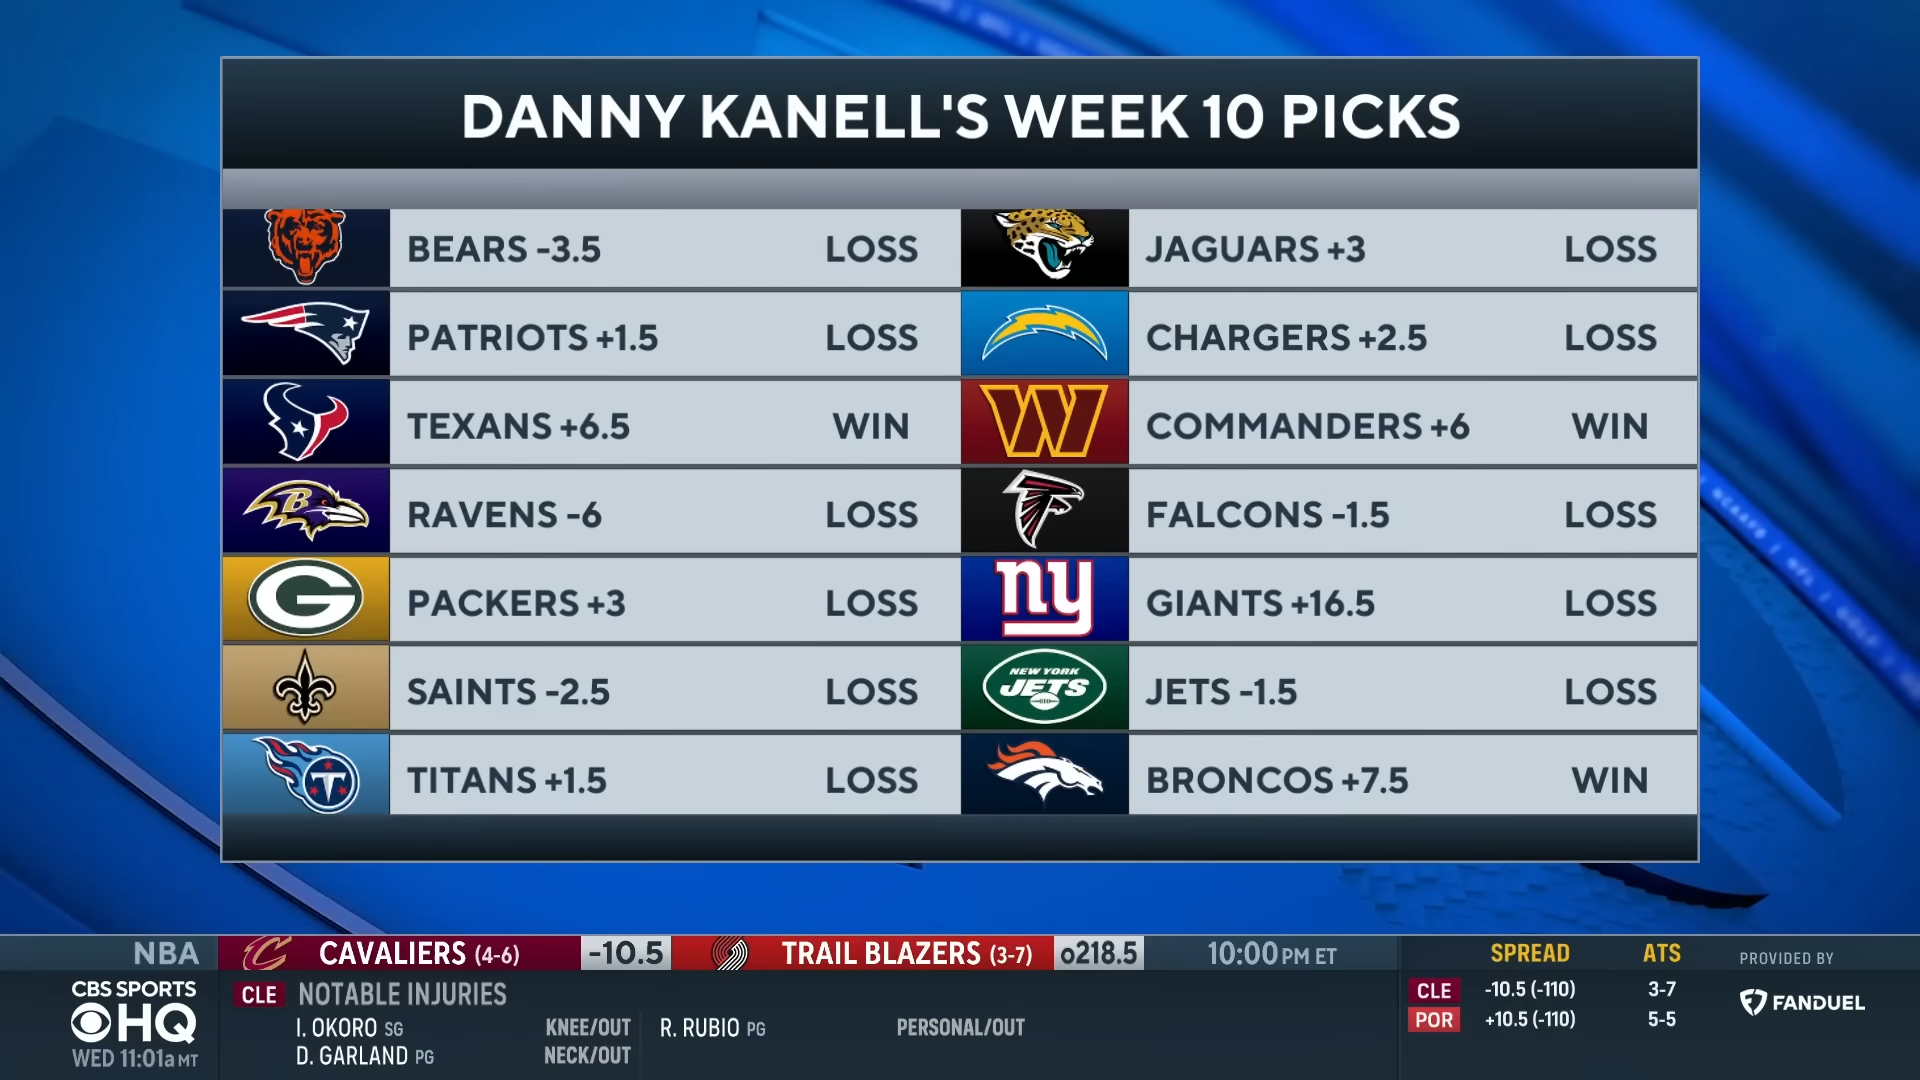 DANNY KANELL'S WEEK 10 PICKS
BEARS -3.5 LOSS JAGUARS +3 LOSS
PATRIOTS +1.5 LOSS CHARGERS +2.5 LOSS
TEXANS +6.5 WIN COMMANDERS +6 WIN
RAVENS -6 LOSS FALCONS -1.5 LOSS
PACKERS +3 LOSS ny GIANTS +16.5 LOSS
SAINTS -2.5 LOSS NEW YORK JETS JETS -1.5 LOSS
TITANS +1.5 LOSS BRONCOS +7.5 WIN
NBA CAVALIERS (4-6) -10.5 TRAIL BLAZERS (3-7) o218.5 10:00 PM ET
CBS SPORTS HQ
WED 11:01a MT
CLE NOTABLE INJURIES
I. OKORO SG KNEE/OUT R. RUBIO PG PERSONAL/OUT
D. GARLAND PG NECK/OUT
SPREAD ATS
CLE -10.5 (-110) 3-7
POR +10.5 (-110) 5-5
PROVIDED BY
FANDUEL